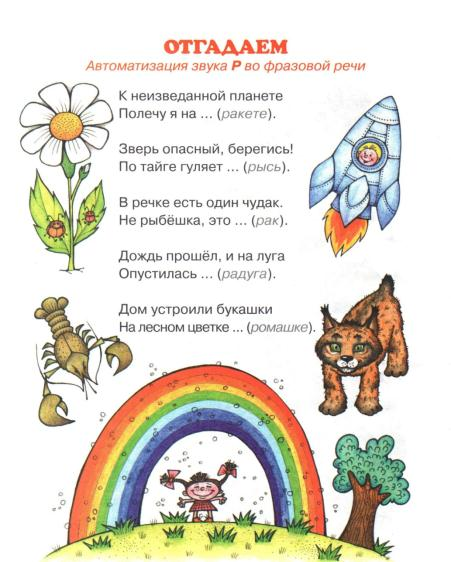 ОТГАДАЕМ
Автоматизация звука Р во фразовой речи
К неизведанной планете
Полечу я на ... (ракете).
Зверь опасный, берегись!
По тайге гуляет ... (рысь).
В речке есть один чудак.
Не рыбёшка, это ... (рак).
Дождь прошёл, и на луга
Опустилась ... (радуга).
Дом устроили букашки
На лесном цветке ... (ромашке).